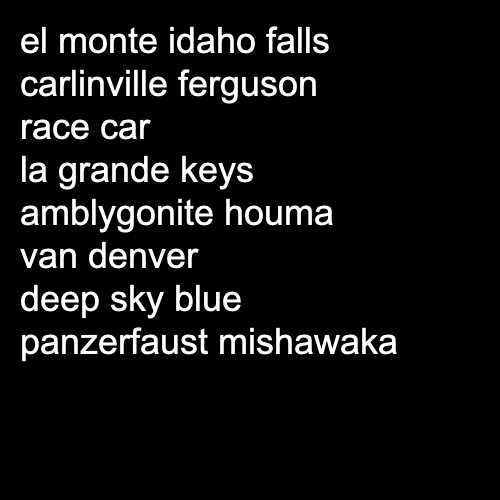 el monte idaho falls
carlinville ferguson
race car
la grande keys
amblygonite houma
van denver
deep sky blue
panzerfaust mishawaka